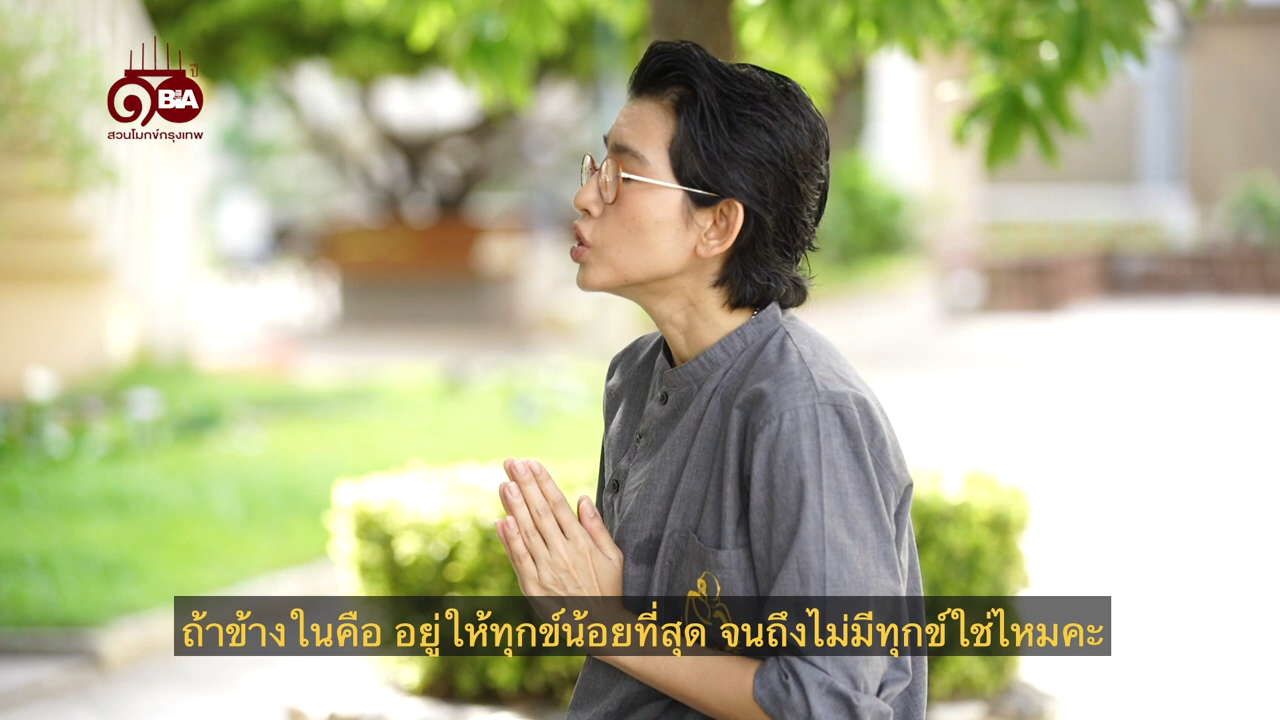 ๑๐ ปี
BIA
สวนโมกข์กรุงเทพ
ถ้าข้างในคือ อยู่ให้ทุกข์น้อยที่สุด จนถึงไม่มีทุกข์ใช่ไหมคะ